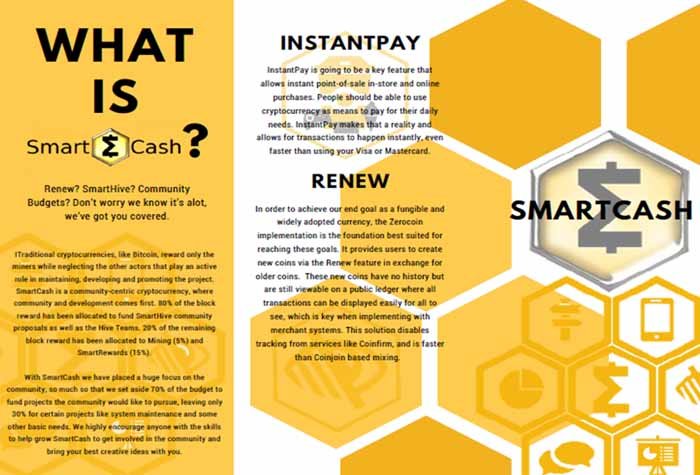 WHAT
IS
Smart Cash?
Renew? SmartHive? Community
Budgets? Don't worry we know it's alot,
we've got you covered.
!Traditional cryptocurrencies, like Bitcoin, reward only the
miners while neglecting the other actors that play an active
role in maintaining, developing and promoting the project.
SmartCash is a community-centric cryptocurrency, where
community and development comes first. 80% of the block
reward has been allocated to fund SmartHive community
proposals as well as the Hive Teams. 20% of the remaining
block reward has been allocated to Mining (5%) and
SmartRewards (15%).
With SmartCash we have placed a huge focus on the
community, so much so that we set aside 70% of the budget to
fund projects the community would like to pursue, leaving only
30% for certain projects like system maintenance and some
other basic needs. We highly encourage anyone with the skills
to help grow SmartCash to get involved in the community and
bring your best creative ideas with you.
INSTANTPAY
InstantPay is going to be a key feature that
allows instant point-of-sale in-store and online
purchases. People should be able to use
cryptocurrency as means to pay for their daily
needs. InstantPay makes that a reality and
allows for transactions to happen instantly, even
faster than using your Visa or Mastercard.
RENEW
In order to achieve our end goal as a fungible and
widely adopted currency, the Zerocoin
implementation is the foundation best suited for
reaching these goals. It provides users to create
new coins via the Renew feature in exchange for
older coins. These new coins have no history but
are still viewable on a public ledger where all
transactions can be displayed easily for all to
see, which is key when implementing with
merchant systems. This solution disables
tracking from services like Coinfirm, and is faster
than Coinjoin based mixing.
SMARTCASH